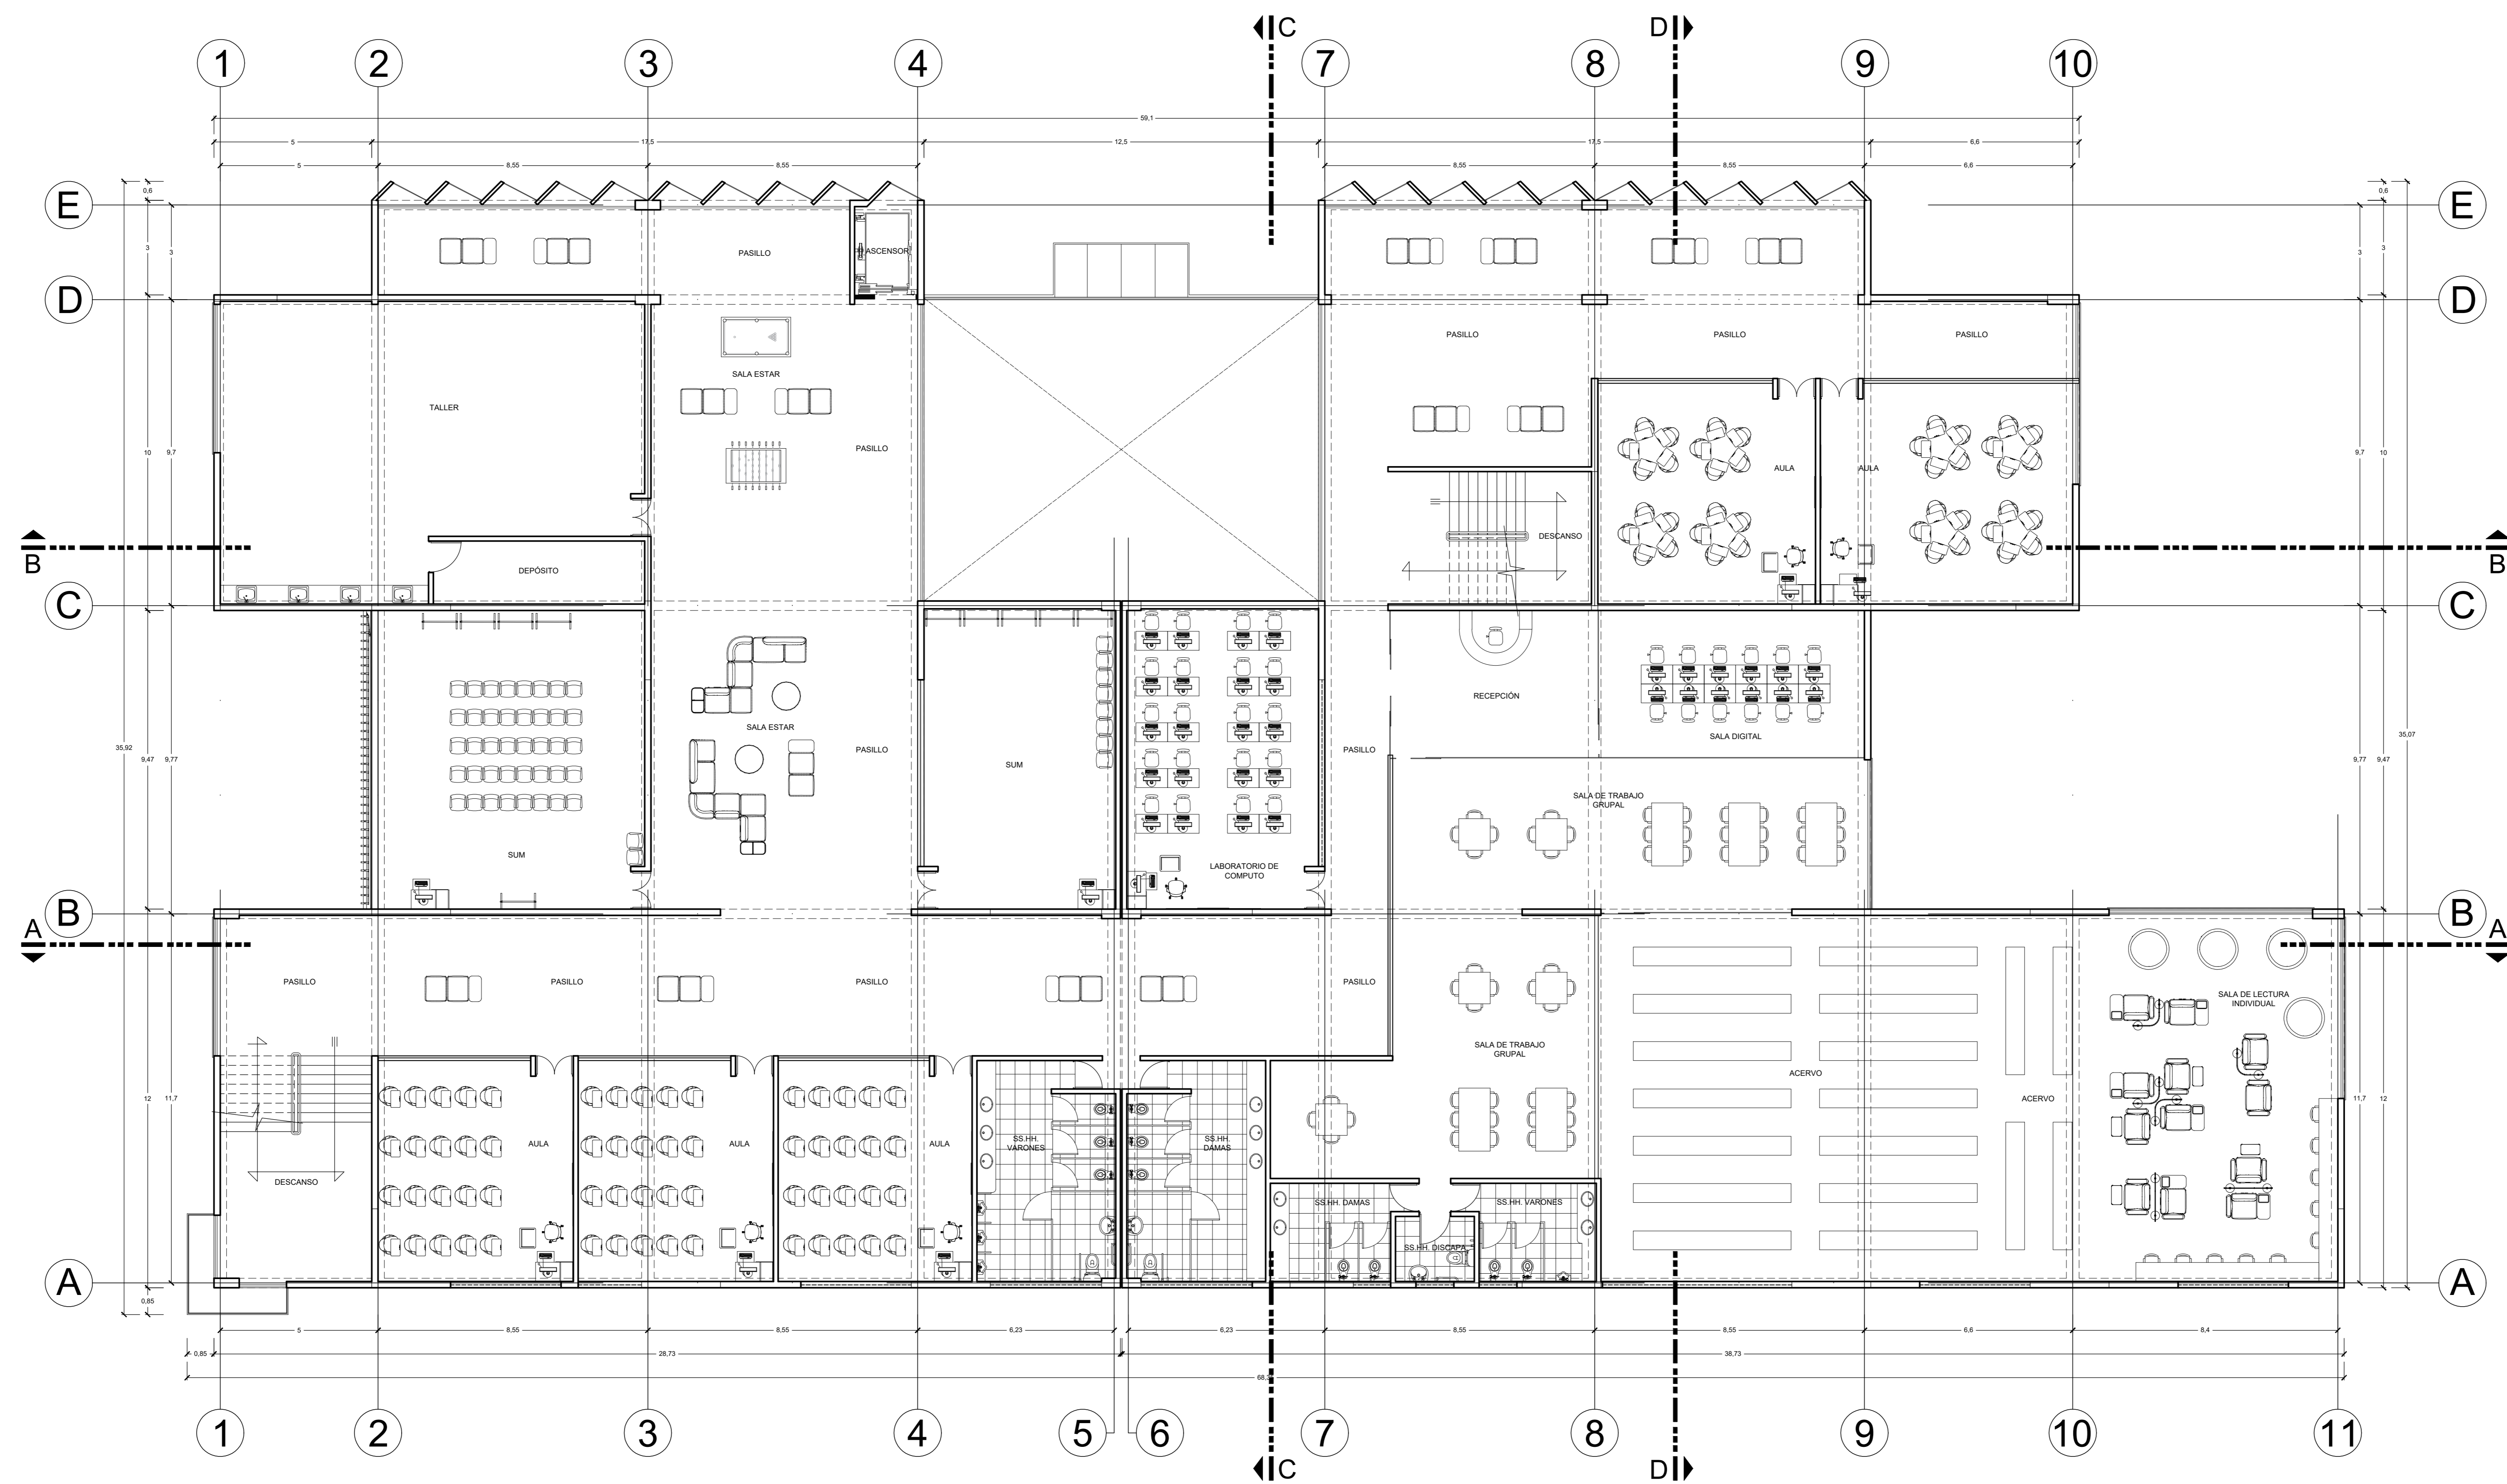 C
D
1
2
3
4
7
8
9
10
59,1
5
17,5
12,5
17,5
6,6
5
8,55
8,55
8,55
8,55
6,6
0,6
0,6
E
E
3
3
PASILLO
ASCENSOR
3
3
D
D
PASILLO
PASILLO
PASILLO
SALA ESTAR
TALLER
10
9,7
PASILLO
9,7
10
AULA
AULA
B
DESCANSO
B
DEPÓSITO
C
C
RECEPCIÓN
SALA ESTAR
SALA DIGITAL
35,92
PASILLO
PASILLO
35,07
9,47
9,77
SUM
9,77
9,47
SALA DE TRABAJO
GRUPAL
SUM
LABORATORIO DE
COMPUTO
B
B
A
A
PASILLO
PASILLO
PASILLO
PASILLO
SALA DE LECTURA
INDIVIDUAL
SALA DE TRABAJO
GRUPAL
ACERVO
12
11,7
ACERVO
11,7
12
AULA
AULA
AULA
SS.HH.
VARONES
SS.HH.
DAMAS
DESCANSO
SS.HH. DAMAS
SS.HH. VARONES
SS.HH. DISCAPA.
A
A
0,85
5
8,55
8,55
6,23
6,23
8,55
8,55
6,6
8,4
0,85
28,73
38,73
1
2
3
4
5
6
7
8
9
10
11
C
D